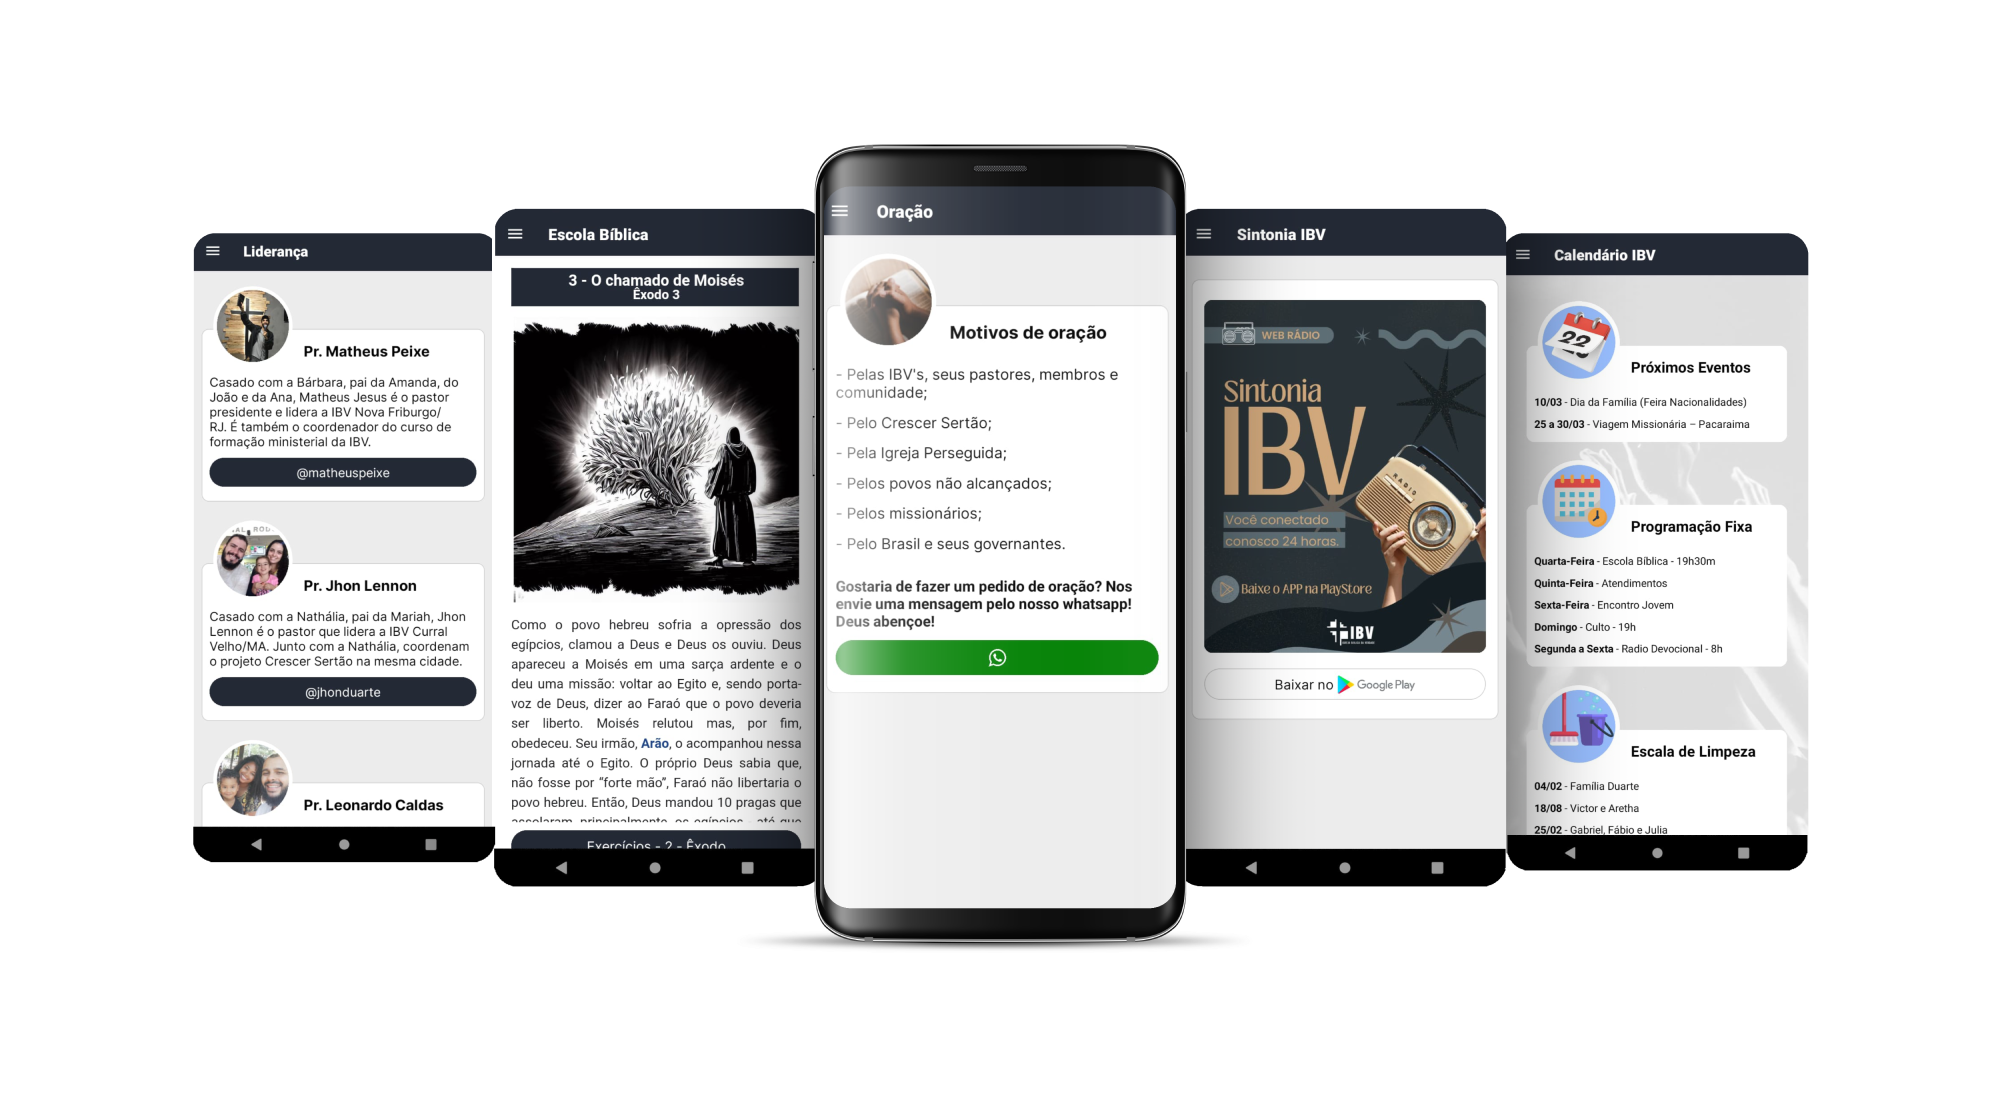 Liderança
Pr. Matheus Peixe
Casado com a Bárbara, pai da Amanda, do
João e da Ana, Matheus Jesus é o pastor
presidente e lidera a IBV Nova Friburgo/
RJ. É também o coordenador do curso de
formação ministerial da IBV.
@matheuspeixe
Pr. Jhon Lennon
Casado com a Nathália, pai da Mariah, Jhon
Lennon é o pastor que lidera a IBV Curral
Velho/MA. Junto com a Nathália, coordenam
o projeto Crescer Sertão na mesma cidade.
@jhonduarte
Pr. Leonardo Caldas
Escola Bíblica
3 - O chamado de Moisés
Êxodo 3
Como o povo hebreu sofria a opressão dos
egípcios, clamou a Deus e Deus os ouviu. Deus
apareceu a Moisés em uma sarça ardente e o
deu uma missão: voltar ao Egito e, sendo porta-
voz de Deus, dizer ao Faraó que o povo deveria
ser liberto. Moisés relutou mas, por fim,
obedeceu. Seu irmão, Arão, o acompanhou nessa
jornada até o Egito. O próprio Deus sabia que,
não fosse por “forte mão”, Faraó não libertaria o
povo hebreu. Então, Deus mandou 10 pragas que
assolaram, principalmente, os egípcios - até que
Exercícios - 2 - Êxodo
Oração
Motivos de oração
- Pelas IBV's, seus pastores, membros e
comunidade;
- Pelo Crescer Sertão;
- Pela Igreja Perseguida;
- Pelos povos não alcançados;
- Pelos missionários;
- Pelo Brasil e seus governantes.
Gostaria de fazer um pedido de oração? Nos
envie uma mensagem pelo nosso whatsapp!
Deus abençoe!
Sintonia IBV
WEB RÁDIO
Sintonia
IBV
RADIO
Você conectado
conosco 24 horas.
Baixe o APP na PlayStore
IBV
Baixar no Google Play
Calendário IBV
22
Próximos Eventos
10/03 - Dia da Família (Feira Nacionalidades)
25 a 30/03 - Viagem Missionária – Pacaraima
Programação Fixa
Quarta-Feira - Escola Bíblica - 19h30m
Quinta-Feira - Atendimentos
Sexta-Feira - Encontro Jovem
Domingo - Culto - 19h
Segunda a Sexta - Radio Devocional - 8h
Escala de Limpeza
04/02 - Família Duarte
18/08 - Victor e Aretha
25/02 - Gabriel, Fábio e Julia